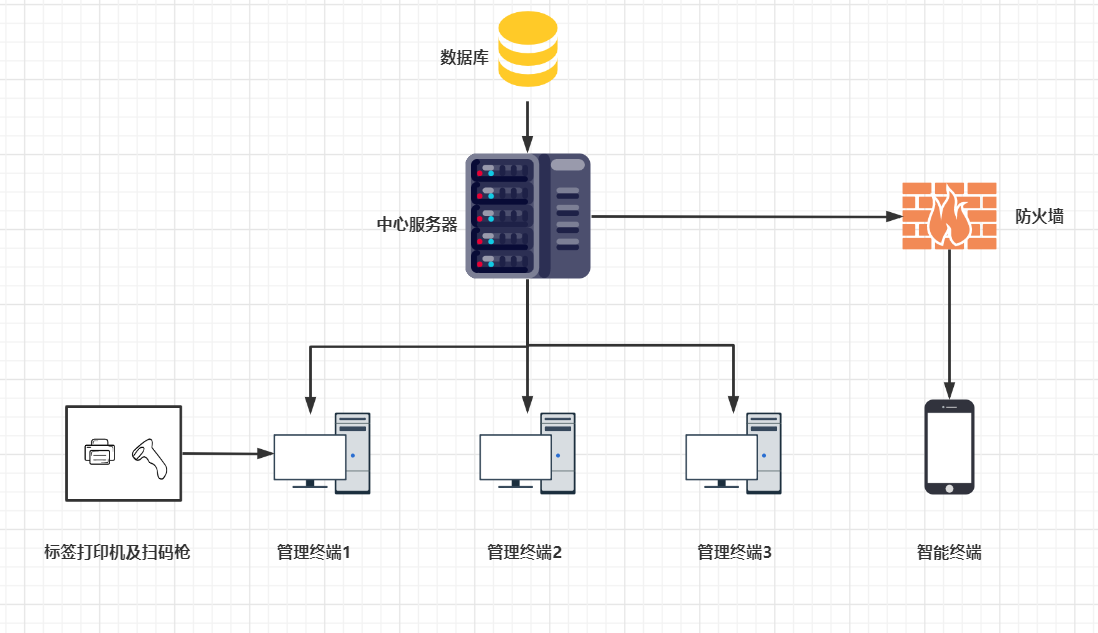 数据库
中心服务器
防火墙
标签打印机及扫码枪
管理终端1
管理终端2
管理终端3
智能终端